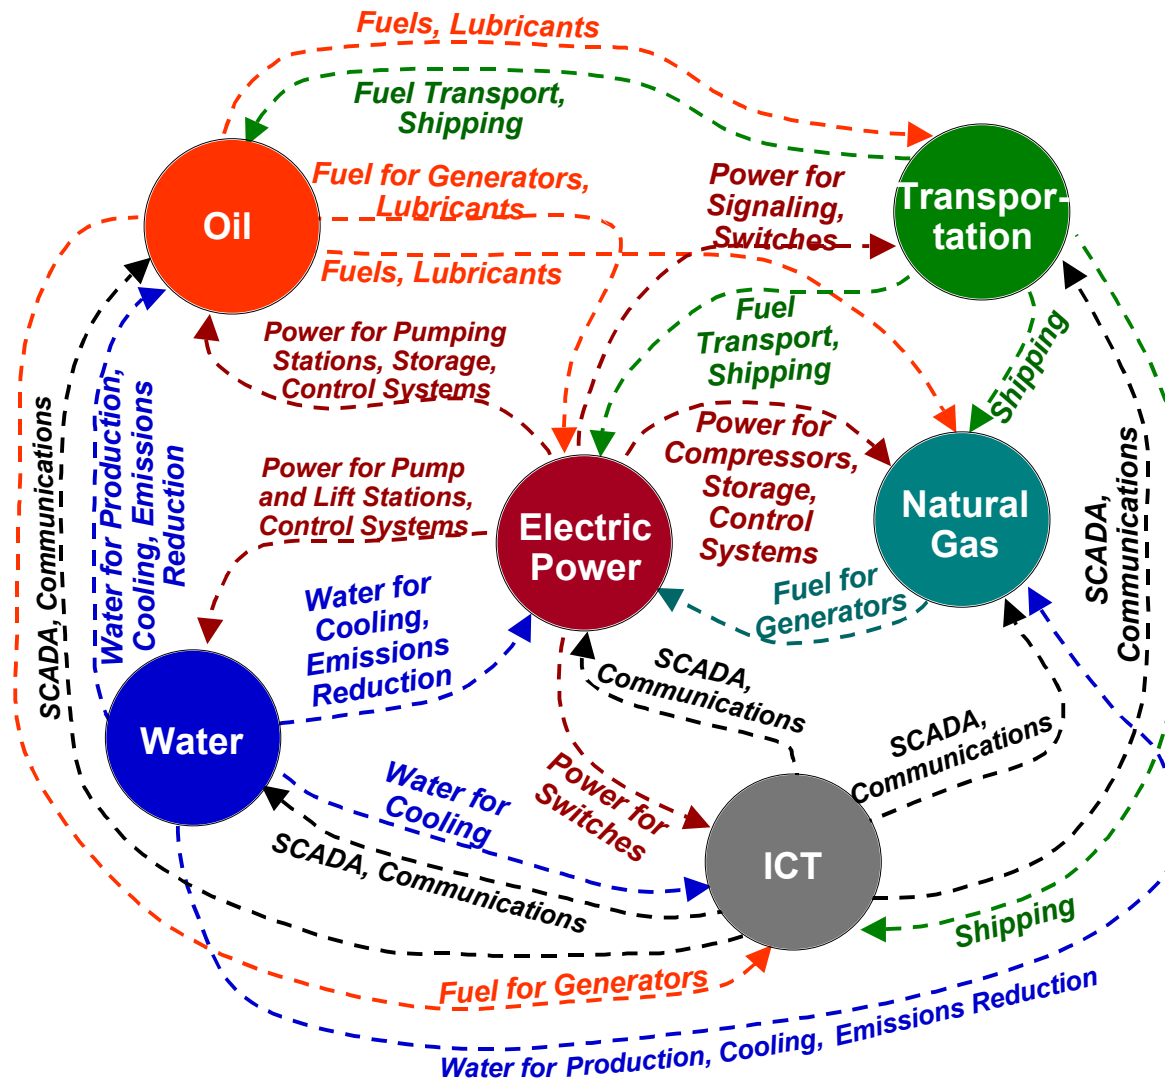 Fuels, Lubricants
Fuel Transport,
Shipping
Oil
Fuel for Generators,
Lubricants
Fuels, Lubricants
Power for
Signaling,
Switches
Transpor-
tation
Power for Pumping
Stations, Storage,
Control Systems
Fuel
Transport,
Shipping
Shipping
SCADA, Communications
Water for Production,
Cooling, Emissions
Reduction
Power for Pump
and Lift Stations,
Control Systems
Electric
Power
Power for
Compressors,
Storage,
Control
Systems
Natural
Gas
SCADA,
Communications
Water for
Cooling,
Emissions
Reduction
Fuel for
Generators
SCADA,
Communications
SCADA,
Communications
Water
Water for
Cooling
Power for
Switches
SCADA, Communications
ICT
Shipping
Fuel for Generators
Water for Production, Cooling, Emissions Reduction